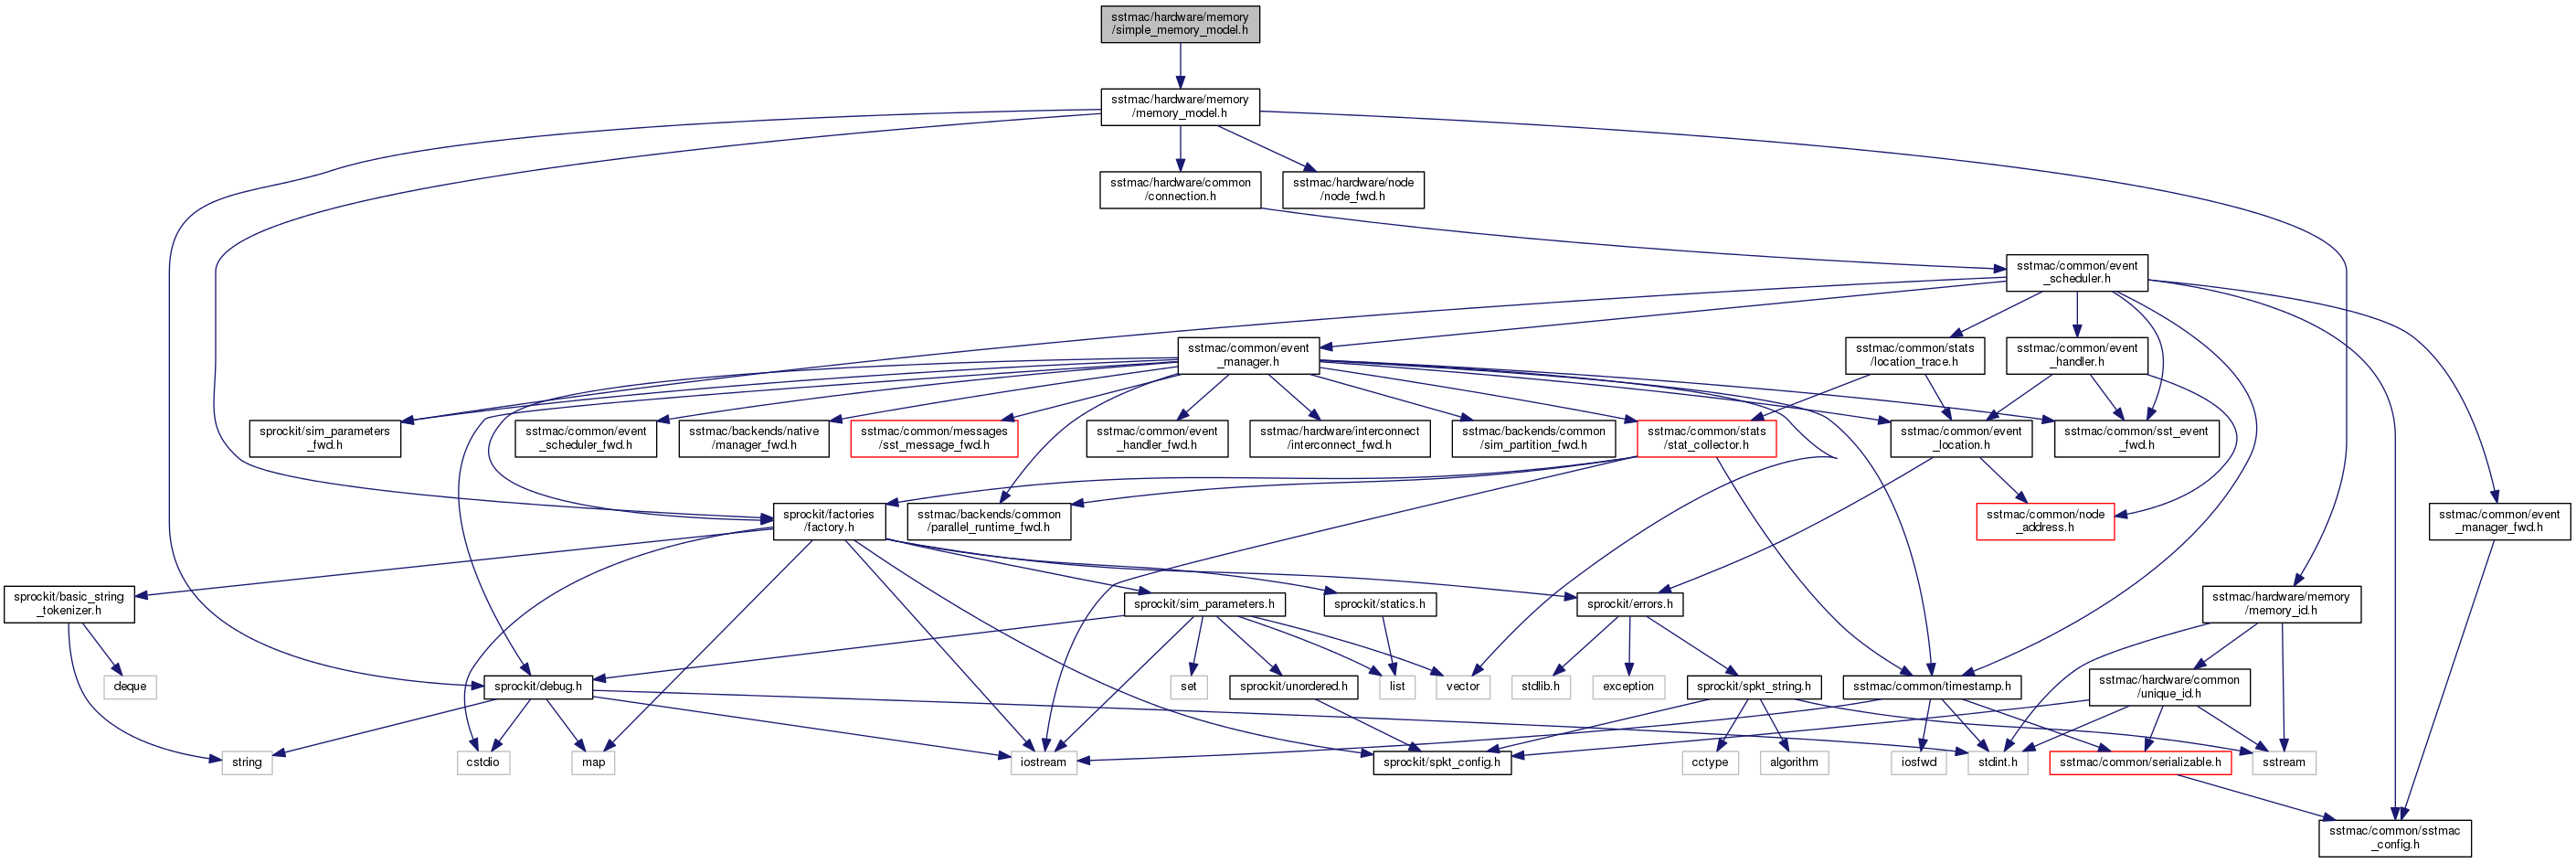 sstmac/hardware/memory
/simple_memory_model.h
sstmac/hardware/memory
/memory_model.h
sstmac/hardware/common
/connection.h
sstmac/hardware/node
/node_fwd.h
sstmac/common/event
_scheduler.h
sstmac/common/event
_manager.h
sstmac/common/stats
/location_trace.h
sstmac/common/event
_handler.h
sprockit/sim_parameters
_fwd.h
sstmac/common/event
_scheduler_fwd.h
sstmac/backends/native
/manager_fwd.h
sstmac/common/messages
/sst_message_fwd.h
sstmac/common/event
_handler_fwd.h
sstmac/hardware/interconnect
/interconnect_fwd.h
sstmac/backends/common
/sim_partition_fwd.h
sstmac/common/stats
/stat_collector.h
sstmac/common/event
_location.h
sstmac/common/sst_event
_fwd.h
sprockit/factories
/factory.h
sstmac/backends/common
/parallel_runtime_fwd.h
sstmac/common/node
_address.h
sstmac/common/event
_manager_fwd.h
sprockit/basic_string
_tokenizer.h
sprockit/sim_parameters.h
sprockit/statics.h
sprockit/errors.h
sstmac/hardware/memory
/memory_id.h
deque
sprockit/debug.h
set
sprockit/unordered.h
list
vector
stdlib.h
exception
sprockit/spkt_string.h
sstmac/common/timestamp.h
sstmac/hardware/common
/unique_id.h
string
cstdio
map
iostream
sprockit/spkt_config.h
cctype
algorithm
iosfwd
stdint.h
sstmac/common/serializable.h
sstream
sstmac/common/sstmac
_config.h